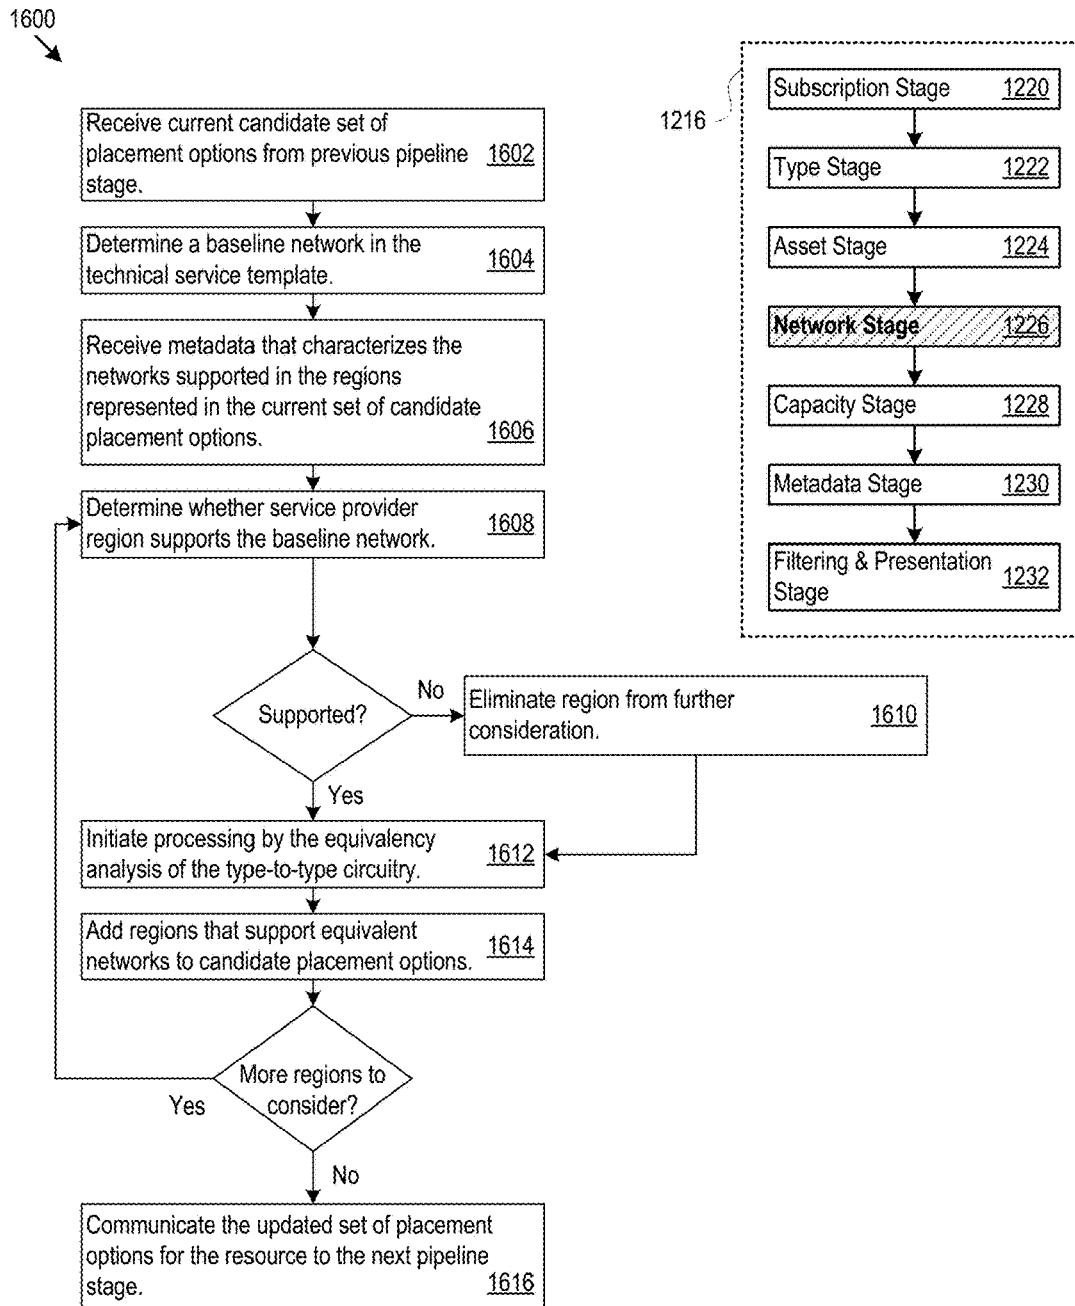 1600
Receive current candidate set of
placement options from previous pipeline
stage.
1602
Determine a baseline network in the
technical service template.
1604
Receive metadata that characterizes the
networks supported in the regions
represented in the current set of candidate
placement options.
1606
Determine whether service provider
region supports the baseline network.
1608
Supported?
No
Eliminate region from further
consideration.
1610
Yes
Initiate processing by the equivalency
analysis of the type-to-type circuitry.
1612
Add regions that support equivalent
networks to candidate placement options.
1614
More regions to
consider?
Yes
No
Communicate the updated set of placement
options for the resource to the next pipeline
stage.
1616
1216
Subscription Stage 1220
Type Stage 1222
Asset Stage 1224
Network Stage 1226
Capacity Stage 1228
Metadata Stage 1230
Filtering & Presentation
Stage
1232